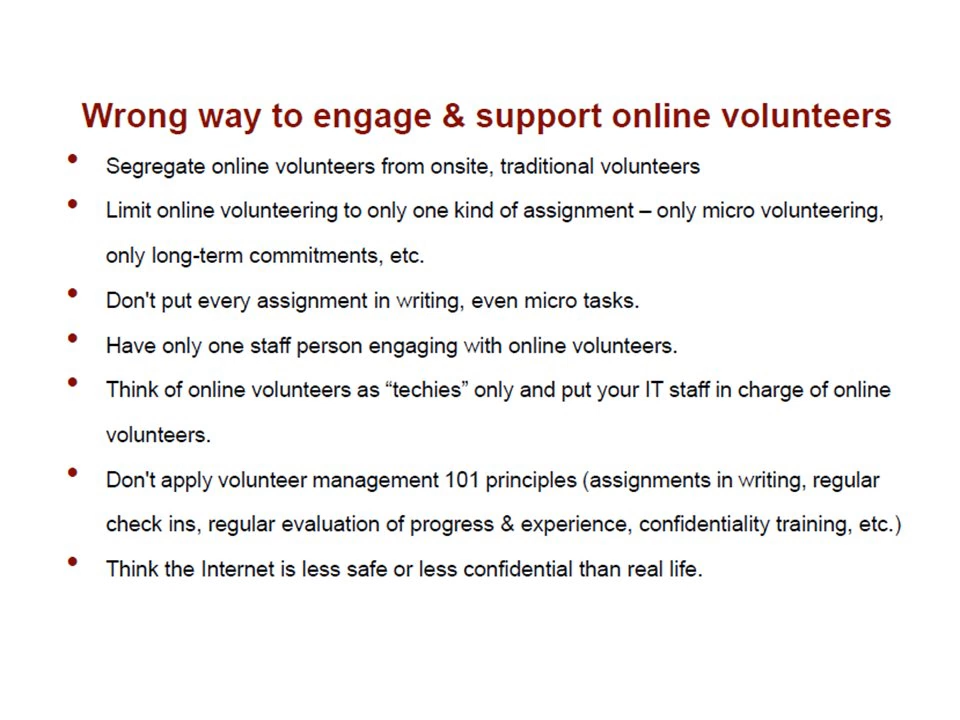 Wrong way to engage & support online volunteers
• Segregate online volunteers from onsite, traditional volunteers
• Limit online volunteering to only one kind of assignment – only micro volunteering,
only long-term commitments, etc.
• Don't put every assignment in writing, even micro tasks.
• Have only one staff person engaging with online volunteers.
• Think of online volunteers as “techies” only and put your IT staff in charge of online
volunteers.
• Don't apply volunteer management 101 principles (assignments in writing, regular
check ins, regular evaluation of progress & experience, confidentiality training, etc.)
• Think the Internet is less safe or less confidential than real life.